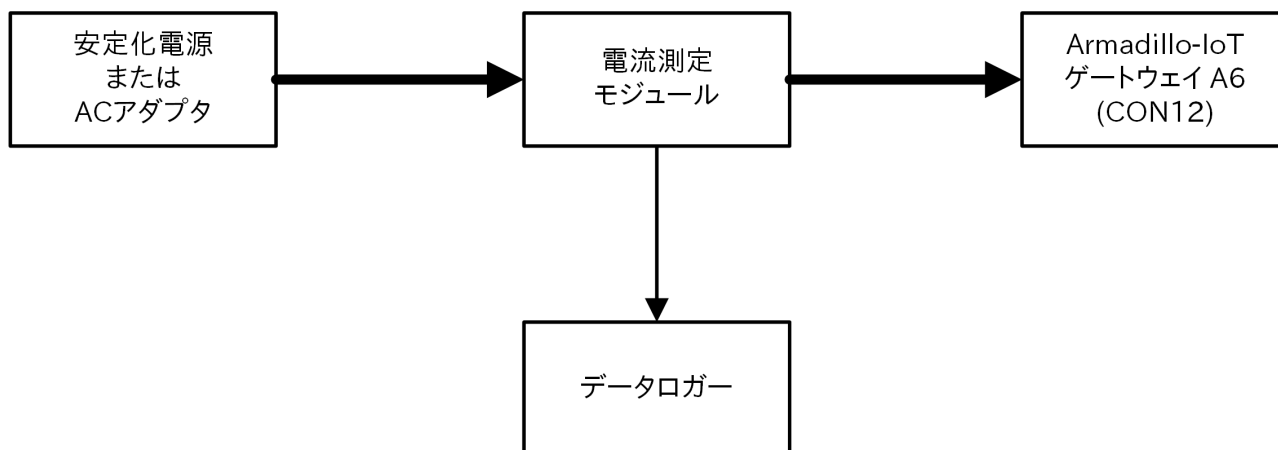 安定化電源
または
ACアダプタ
電流測定
モジュール
Armadillo-IoT
ゲートウェイ A6
(CON12)
データロガー